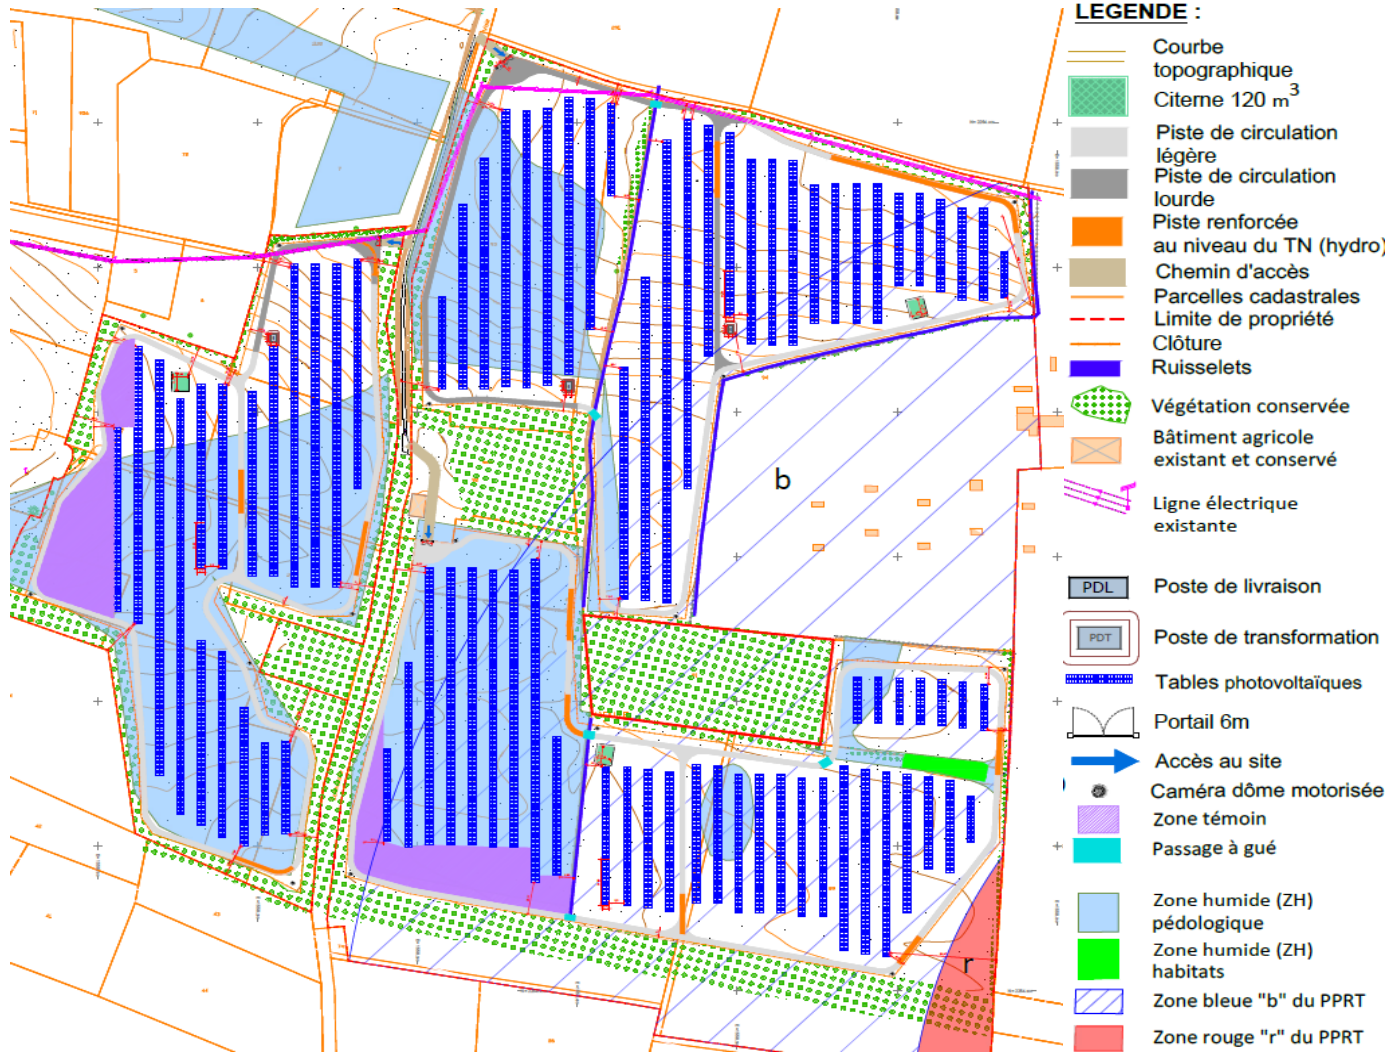 LEGENDE :
Courbe
topographique
Citerne 120 m³
Piste de circulation
légère
Piste de circulation
lourde
Piste renforcée
au niveau du TN (hydro)
Chemin d'accès
Parcelles cadastrales
Limite de propriété
Clôture
Ruisselets
Végétation conservée
Bâtiment agricole
existant et conservé
Ligne électrique
existante
PDL Poste de livraison
PDT Poste de transformation
Tables photovoltaïques
Portail 6m
Accès au site
Caméra dôme motorisée
Zone témoin
Passage à gué
Zone humide (ZH)
pédologique
Zone humide (ZH)
habitats
Zone bleue "b" du PPRT
Zone rouge "r" du PPRT
b
r